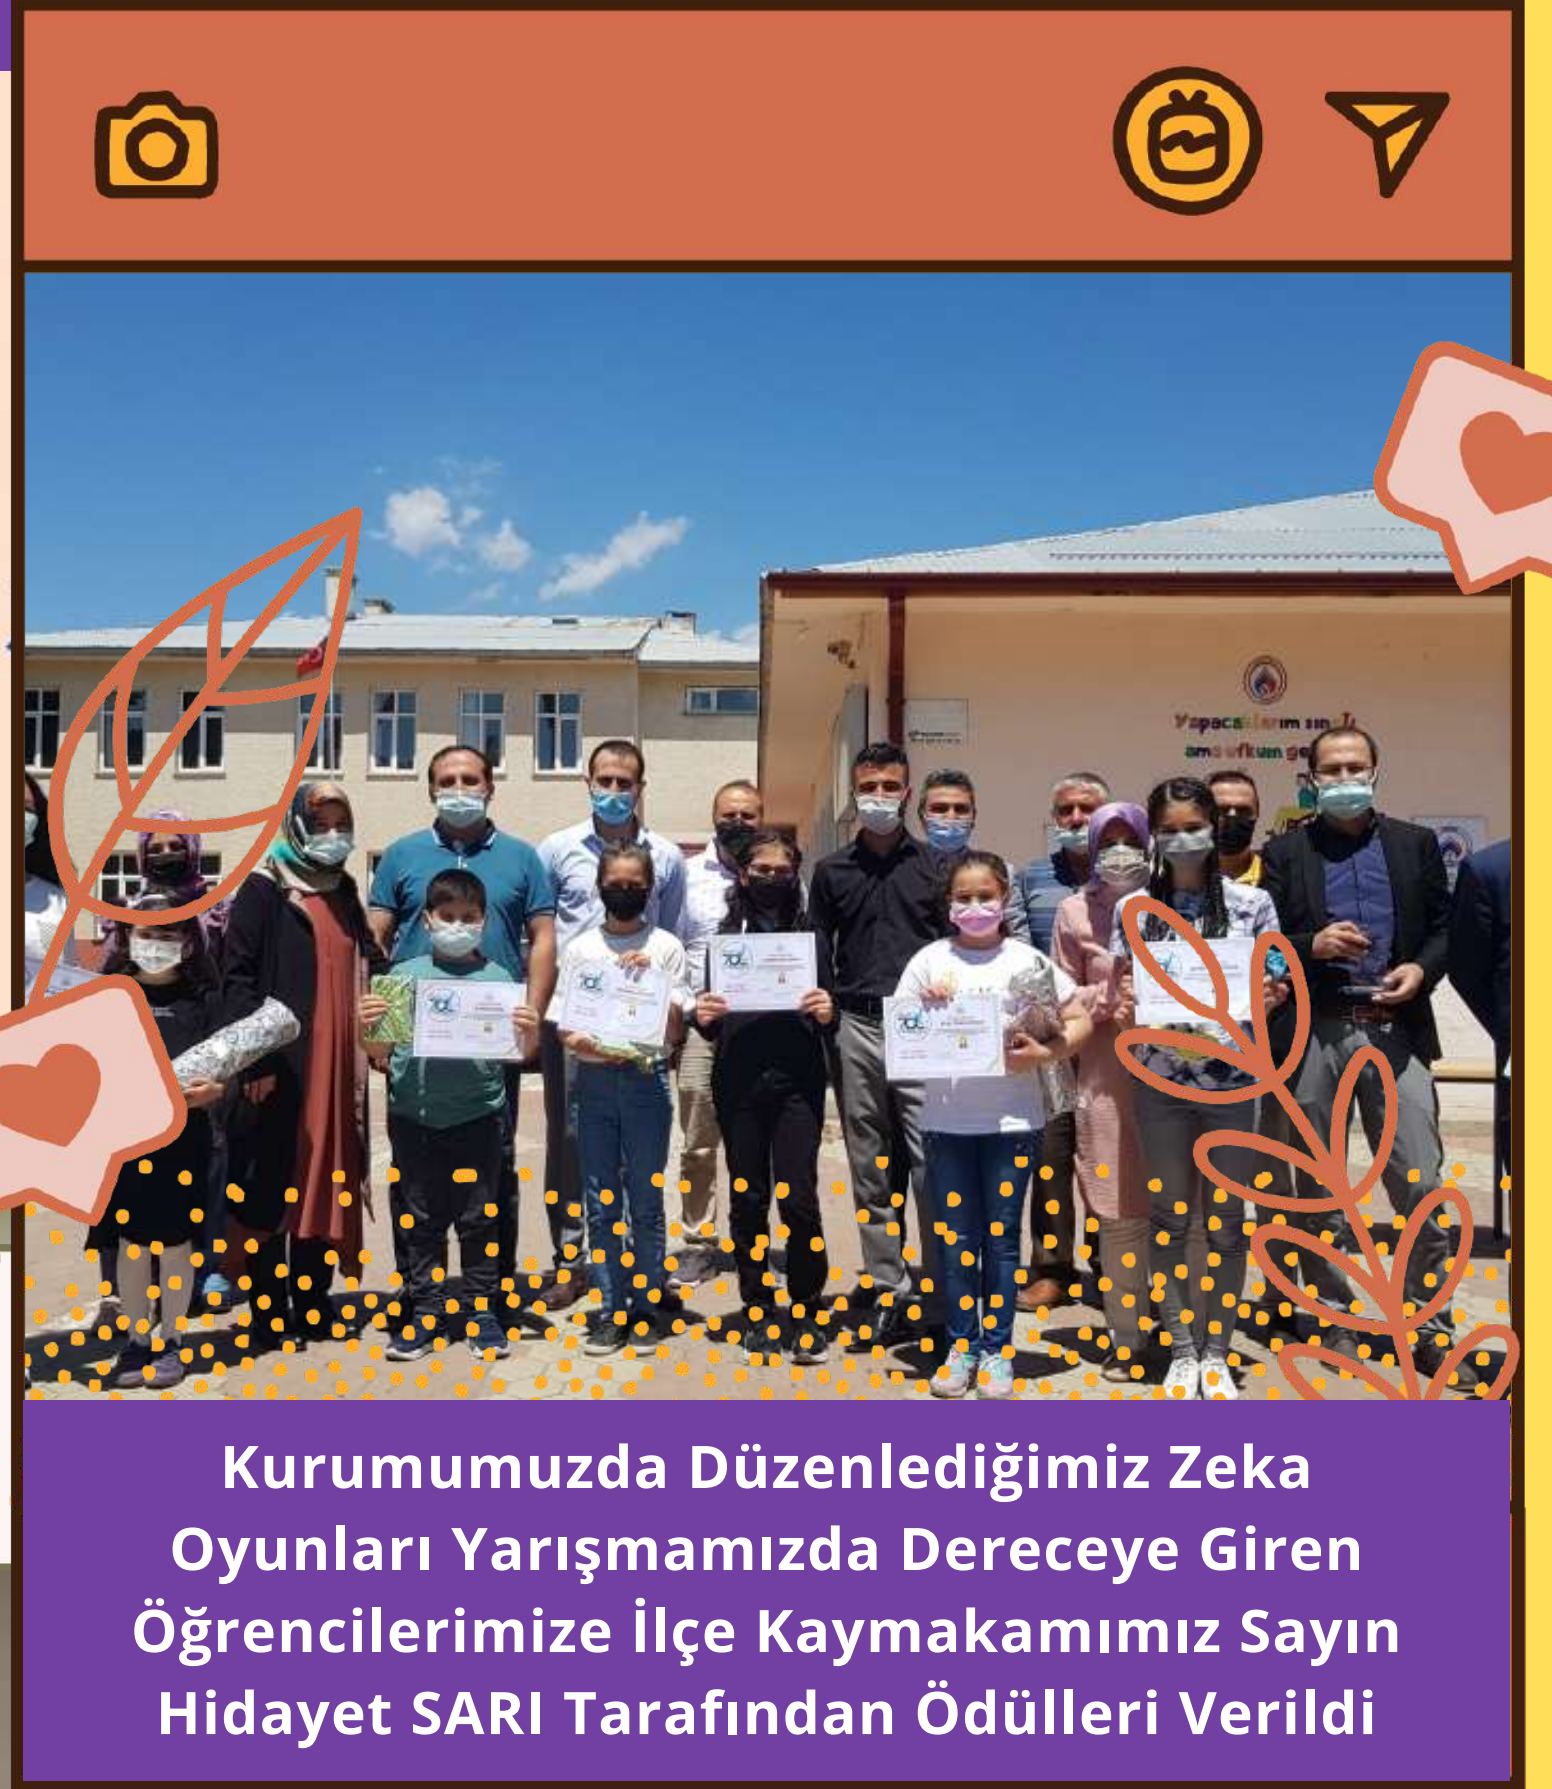 Kurumumuzda Düzenlediğimiz Zeka
Oyunları Yarışmamızda Dereceye Giren
Öğrencilerimize İlçe Kaymakamımız Sayın
Hidayet SARI Tarafından Ödülleri Verildi